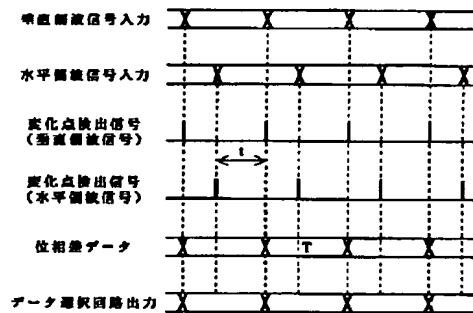 垂直偏波信号入力
水平偏波信号入力
変化点検出信号
(垂直偏波信号)
t
変化点検出信号
(水平偏波信号)
位相差データ
T
データ選択回路出力